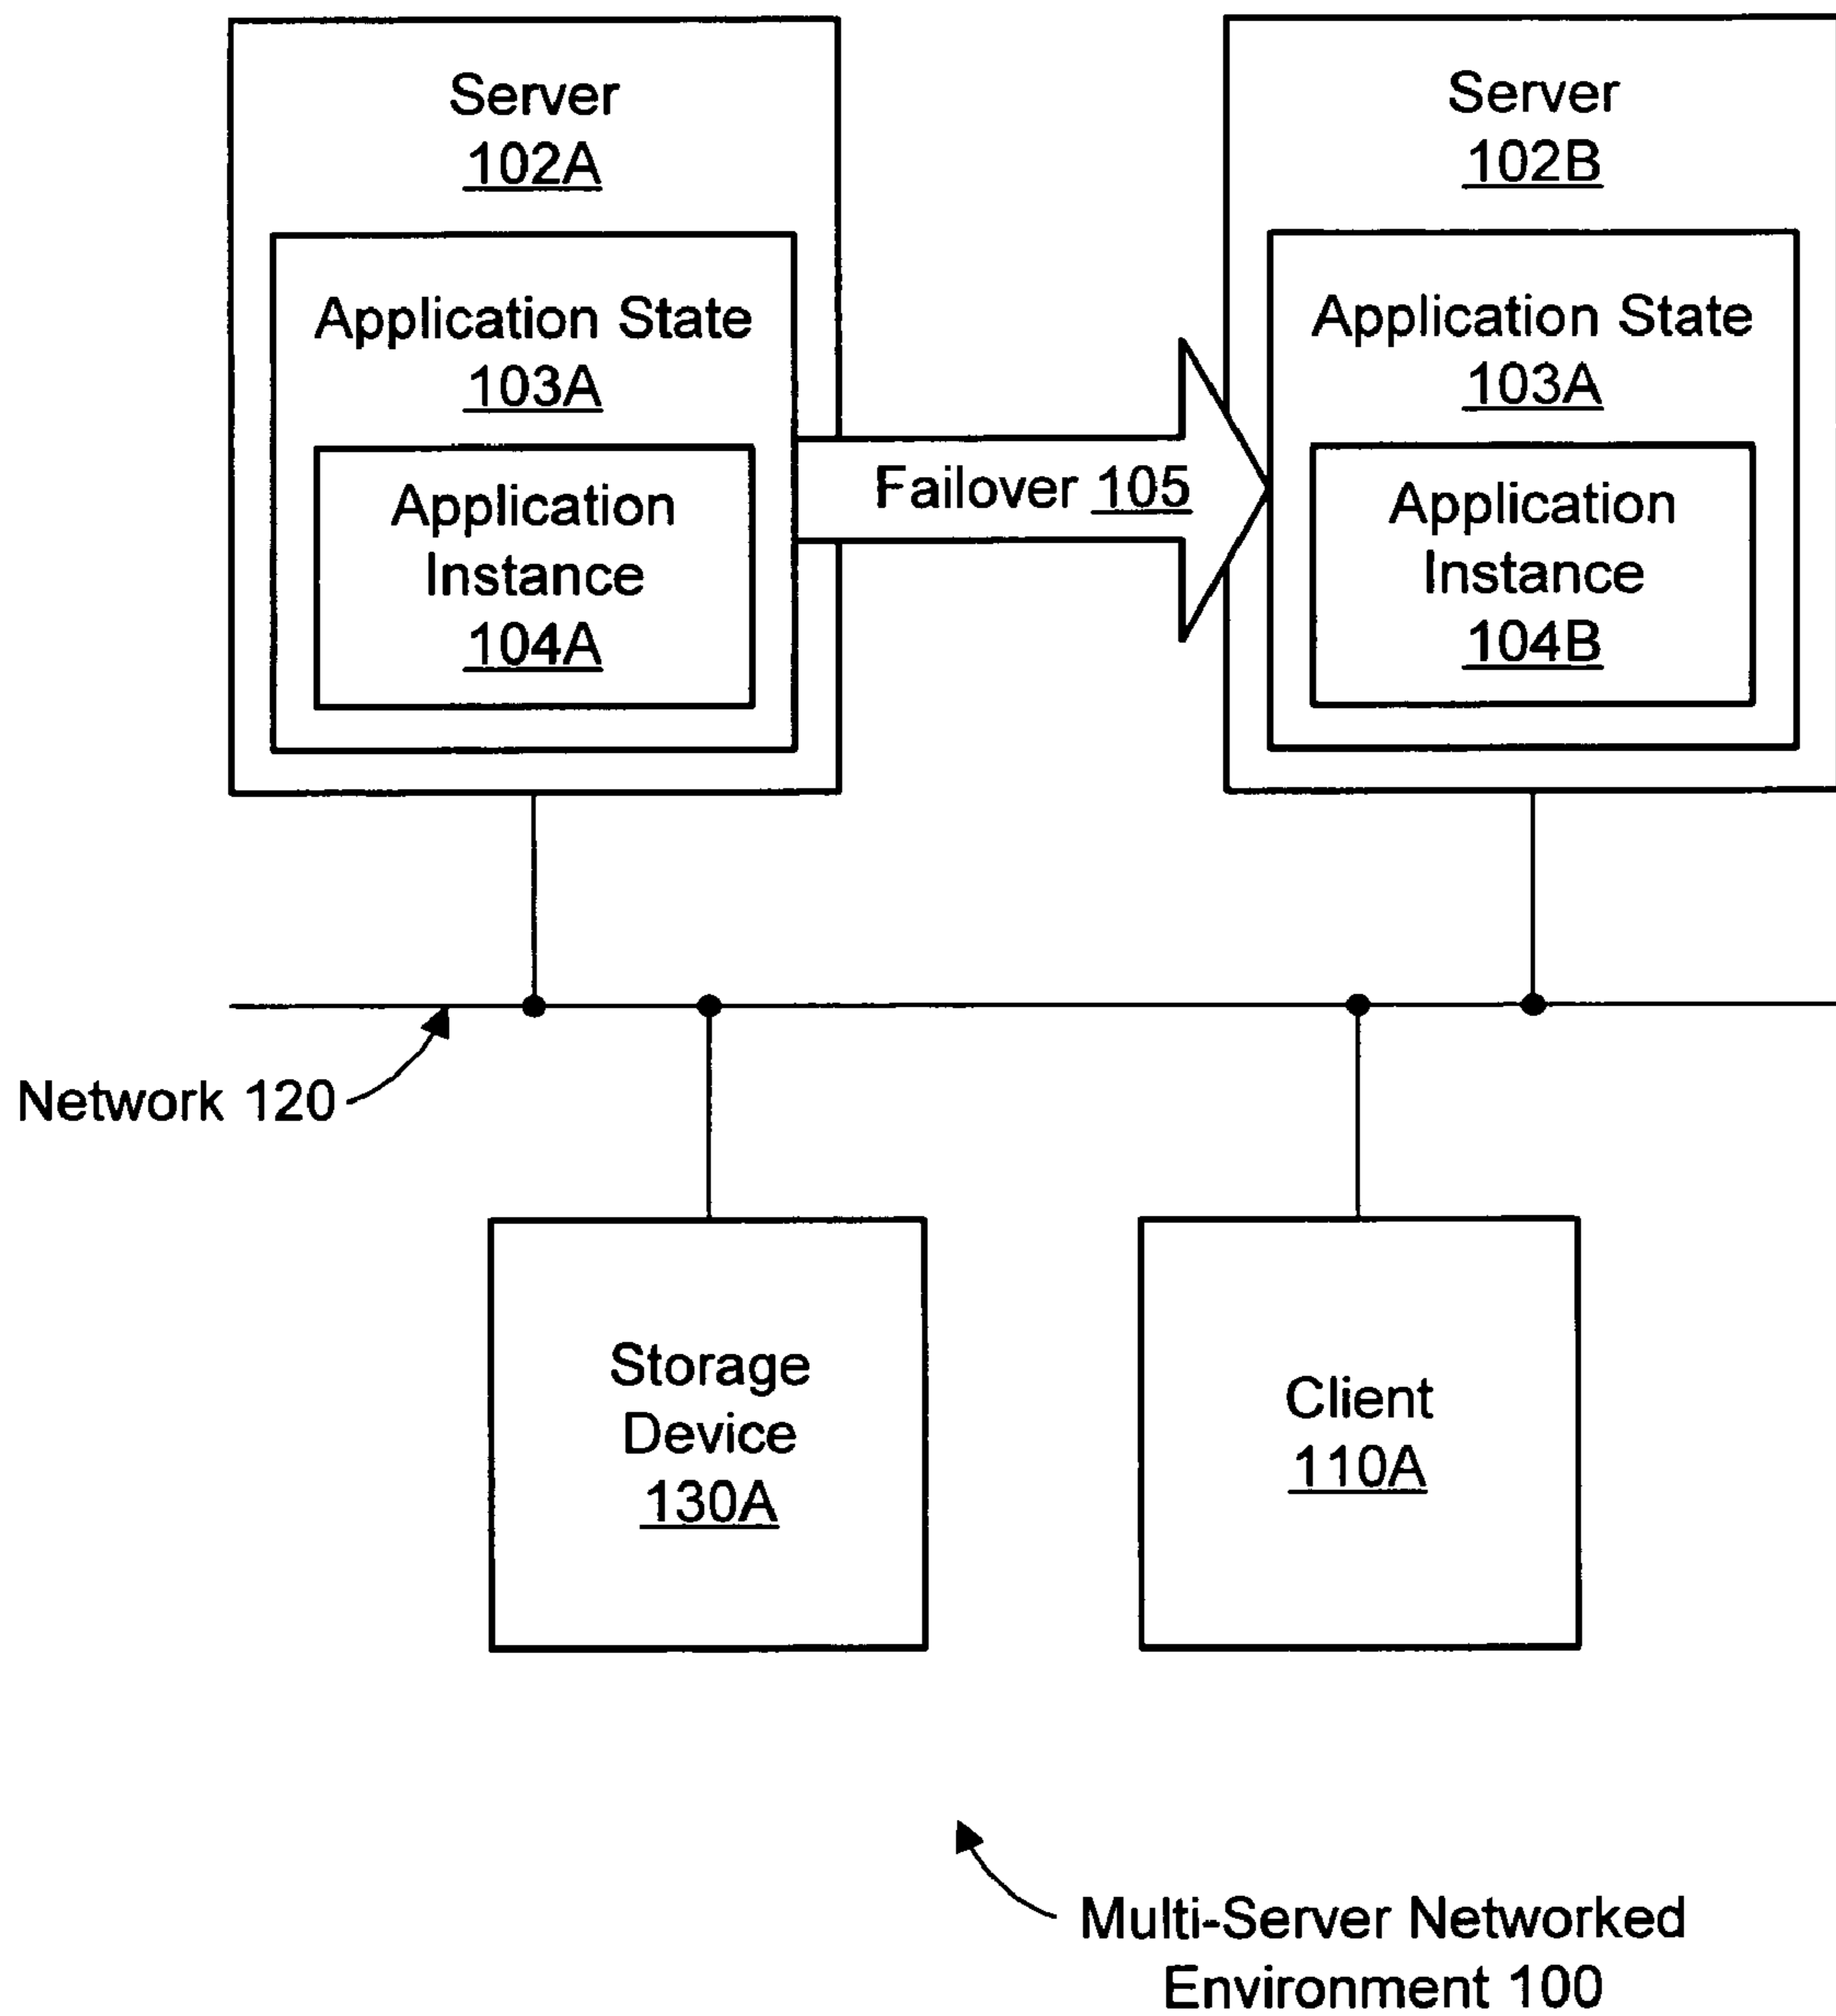 Server
102A
Application State
103A
Application
Instance
104A
Failover 105
Server
102B
Application State
103A
Application
Instance
104B
Network 120
Storage
Device
130A
Client
110A
Multi-Server Networked
Environment 100